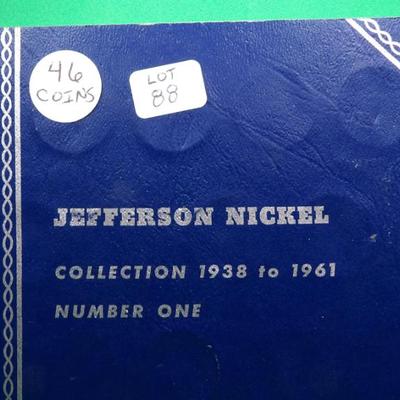 46
COINS
LOT
88
JEFFERSON NICKEL
COLLECTION 1938 to 1961
NUMBER ONE